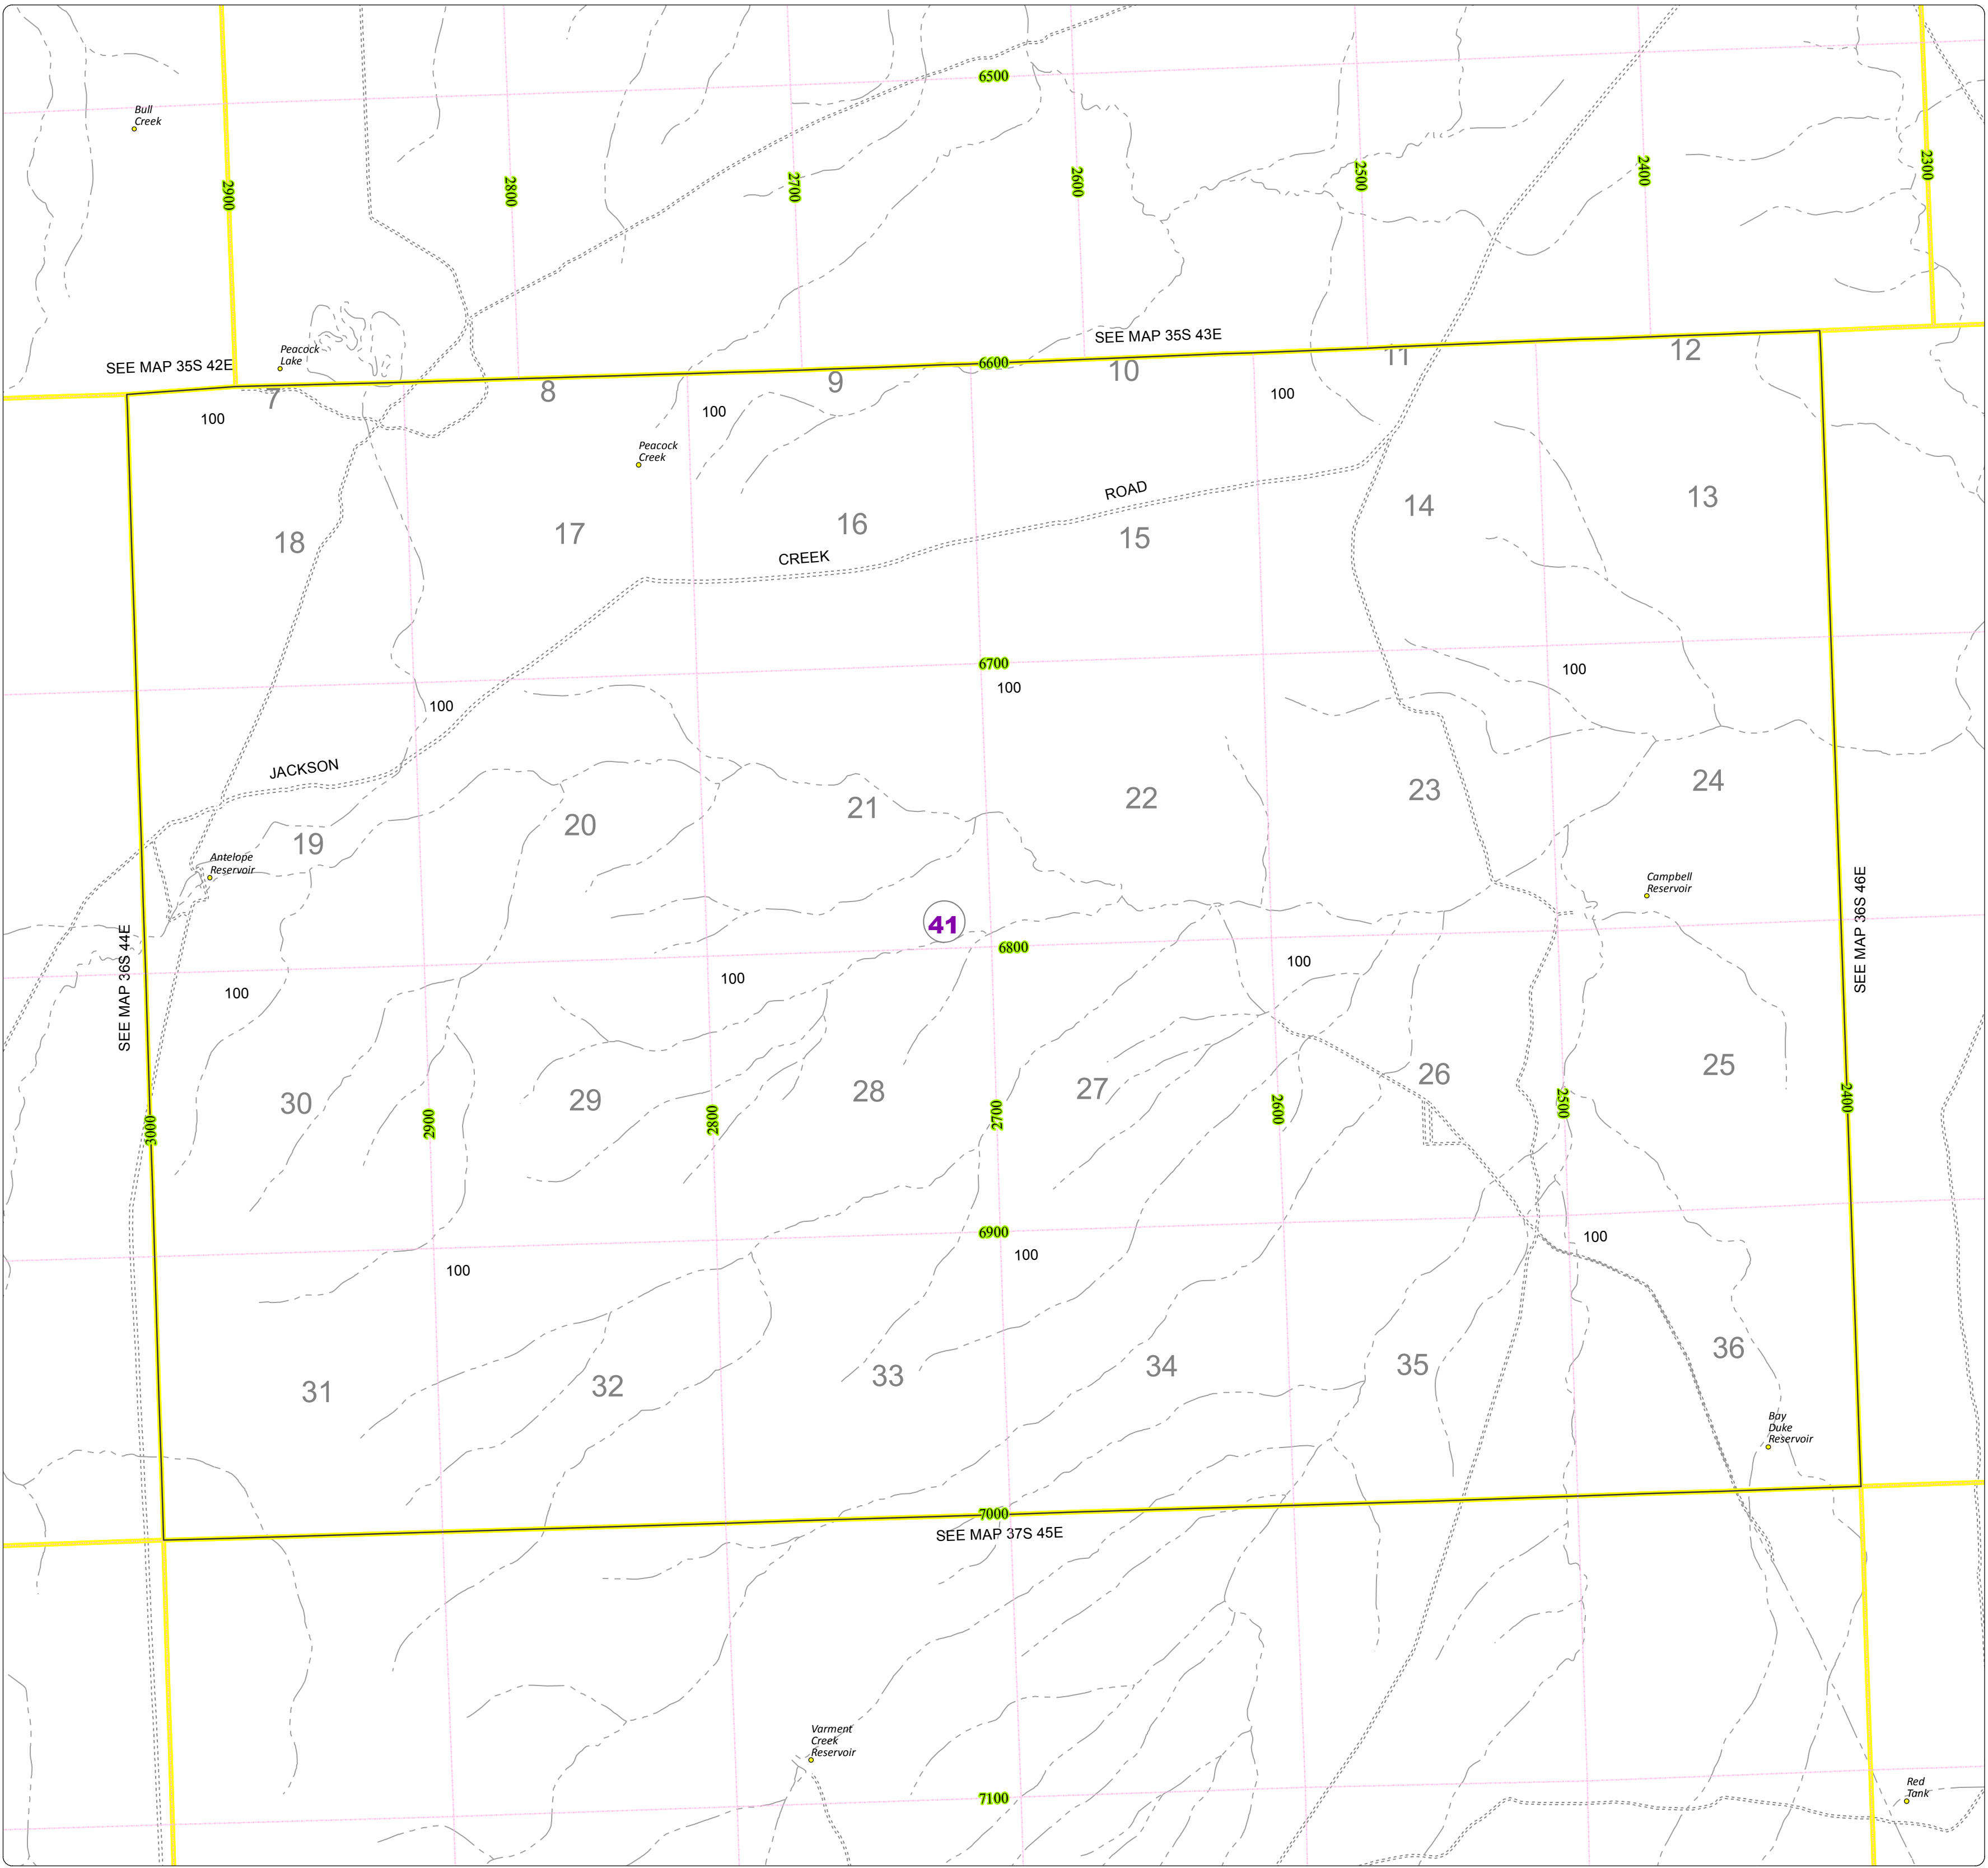 6500
Bull
Creek
2900
2800
2700
2600
2500
2400
2300
SEE MAP 35S 42E
Peacock
Lake
SEE MAP 35S 43E
6600
7
8
9
10
11
12
100
100
100
Peacock
Creek
ROAD
CREEK
18
17
16
15
14
13
6700
100
100
100
JACKSON
19
20
21
22
23
24
Antelope
Reservoir
Campbell
Reservoir
41
6800
SEE MAP 36S 44E
SEE MAP 36S 46E
100
100
100
30
29
28
27
26
25
3000
2900
2800
2700
2600
2500
2400
6900
100
100
100
31
32
33
34
35
36
Bay
Duke
Reservoir
7000
SEE MAP 37S 45E
Varment
Creek
Reservoir
7100
Red
Tank